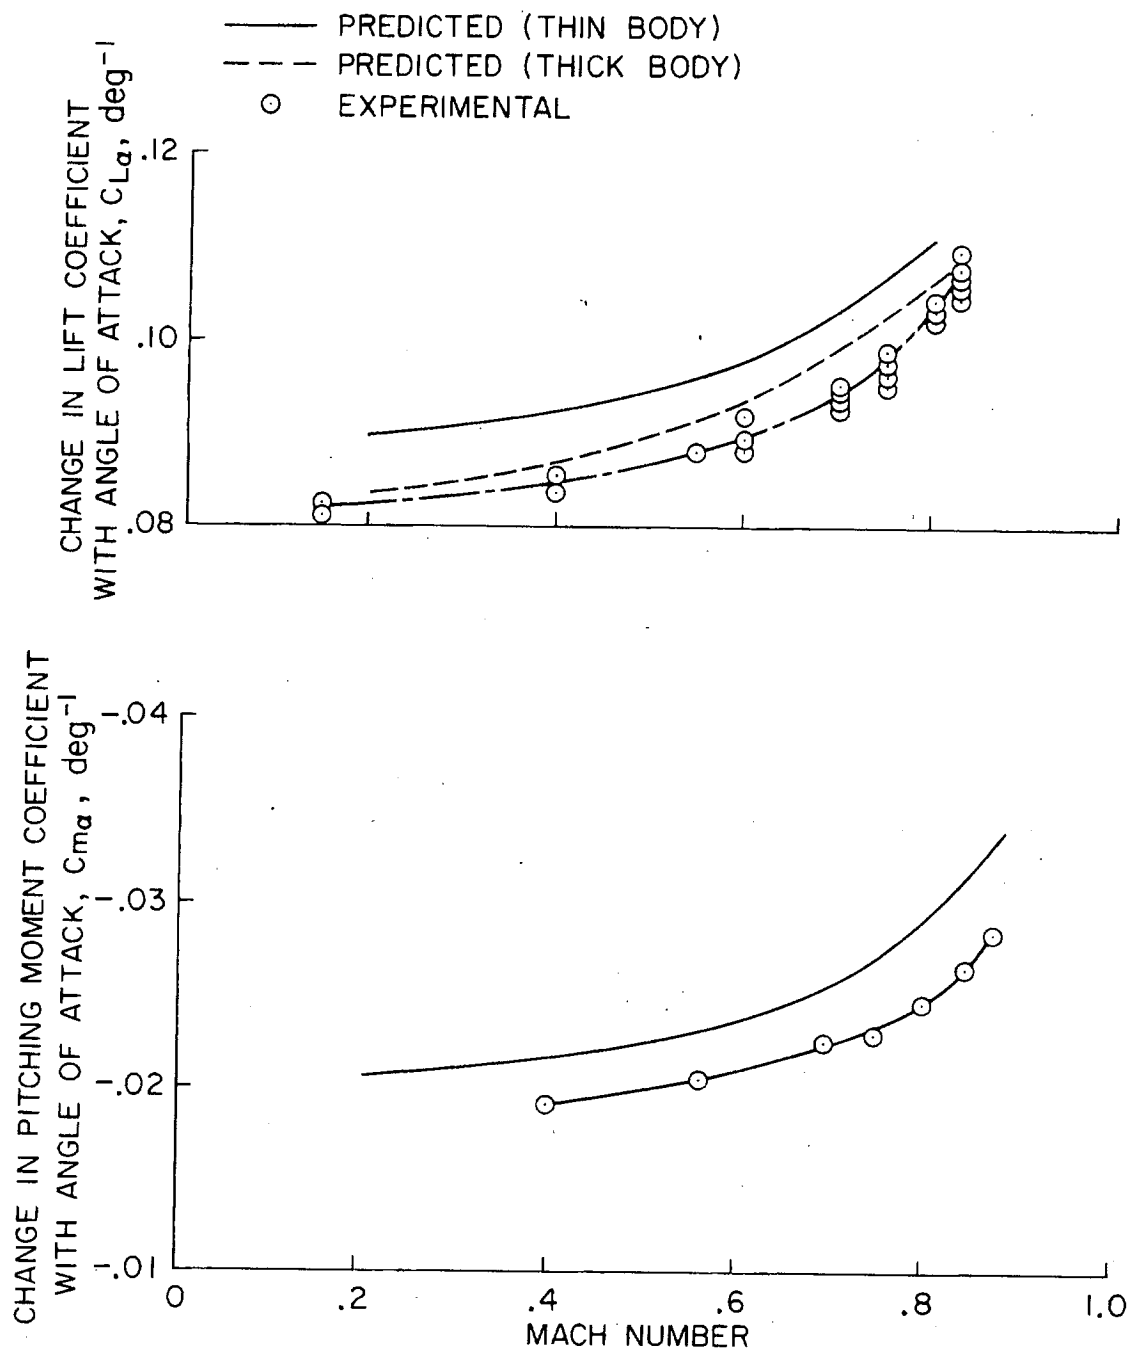 PREDICTED (THIN BODY)
PREDICTED (THICK BODY)
EXPERIMENTAL
CHANGE IN LIFT COEFFICIENT
WITH ANGLE OF ATTACK, CLα, deg⁻¹
.12
.10
.08
CHANGE IN PITCHING MOMENT COEFFICIENT
WITH ANGLE OF ATTACK, Cmα, deg⁻¹
-.04
-.03
-.02
-.01
0 .2 .4 .6 .8 1.0
MACH NUMBER